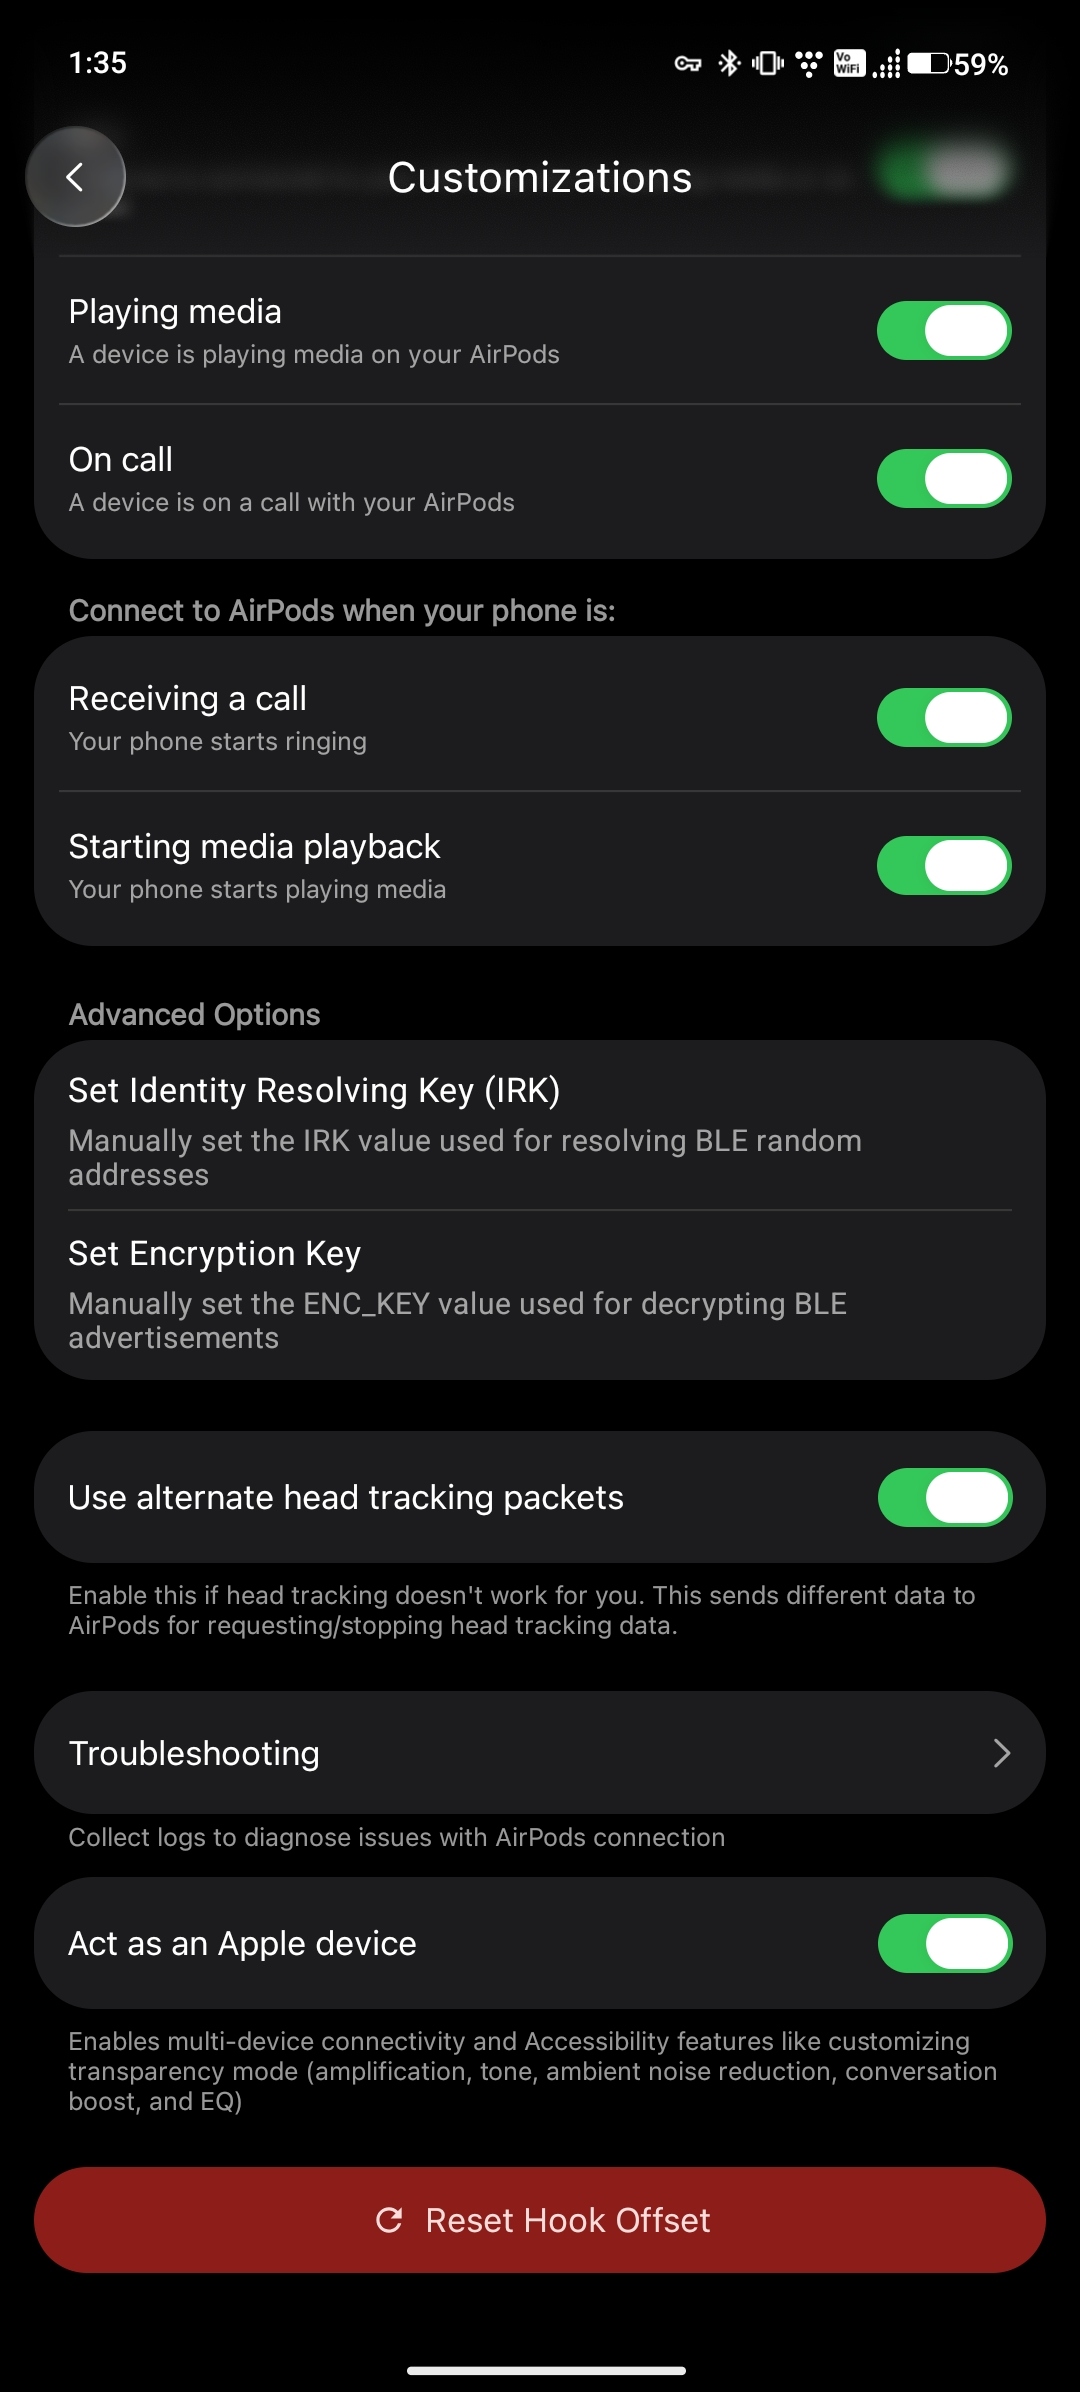 1:35
Vo
WiFi
59%
Customizations
Playing media
A device is playing media on your AirPods
On call
A device is on a call with your AirPods
Connect to AirPods when your phone is:
Receiving a call
Your phone starts ringing
Starting media playback
Your phone starts playing media
Advanced Options
Set Identity Resolving Key (IRK)
Manually set the IRK value used for resolving BLE random
addresses
Set Encryption Key
Manually set the ENC_KEY value used for decrypting BLE
advertisements
Use alternate head tracking packets
Enable this if head tracking doesn't work for you. This sends different data to
AirPods for requesting/stopping head tracking data.
Troubleshooting
Collect logs to diagnose issues with AirPods connection
Act as an Apple device
Enables multi-device connectivity and Accessibility features like customizing
transparency mode (amplification, tone, ambient noise reduction, conversation
boost, and EQ)
Reset Hook Offset